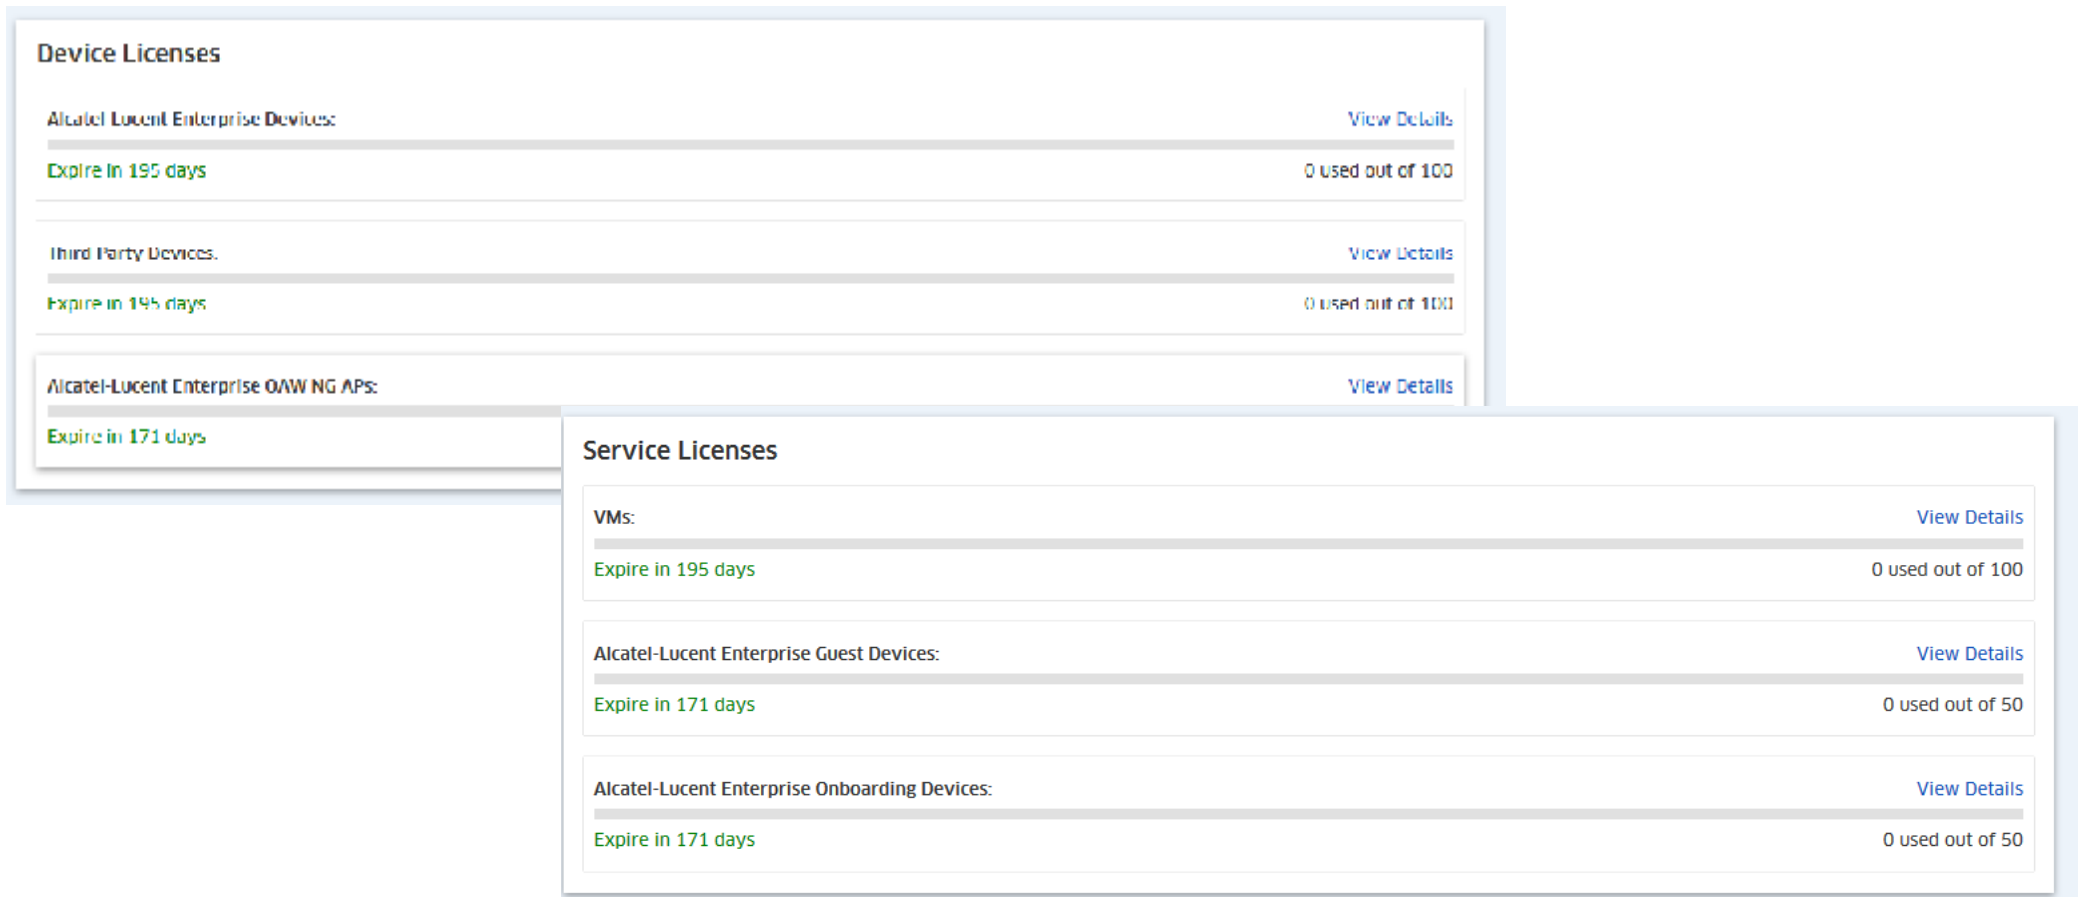 Device Licenses
Alcatel Lucent Enterprise Devices:
View Details
Expire in 195 days
0 used out of 100
Third Party Devices:
View Details
Expire in 195 days
0 used out of 100
Alcatel-Lucent Enterprise OAW NG APs:
View Details
Expire in 171 days
Service Licenses
VMs:
View Details
Expire in 195 days
0 used out of 100
Alcatel-Lucent Enterprise Guest Devices:
View Details
Expire in 171 days
0 used out of 50
Alcatel-Lucent Enterprise Onboarding Devices:
View Details
Expire in 171 days
0 used out of 50